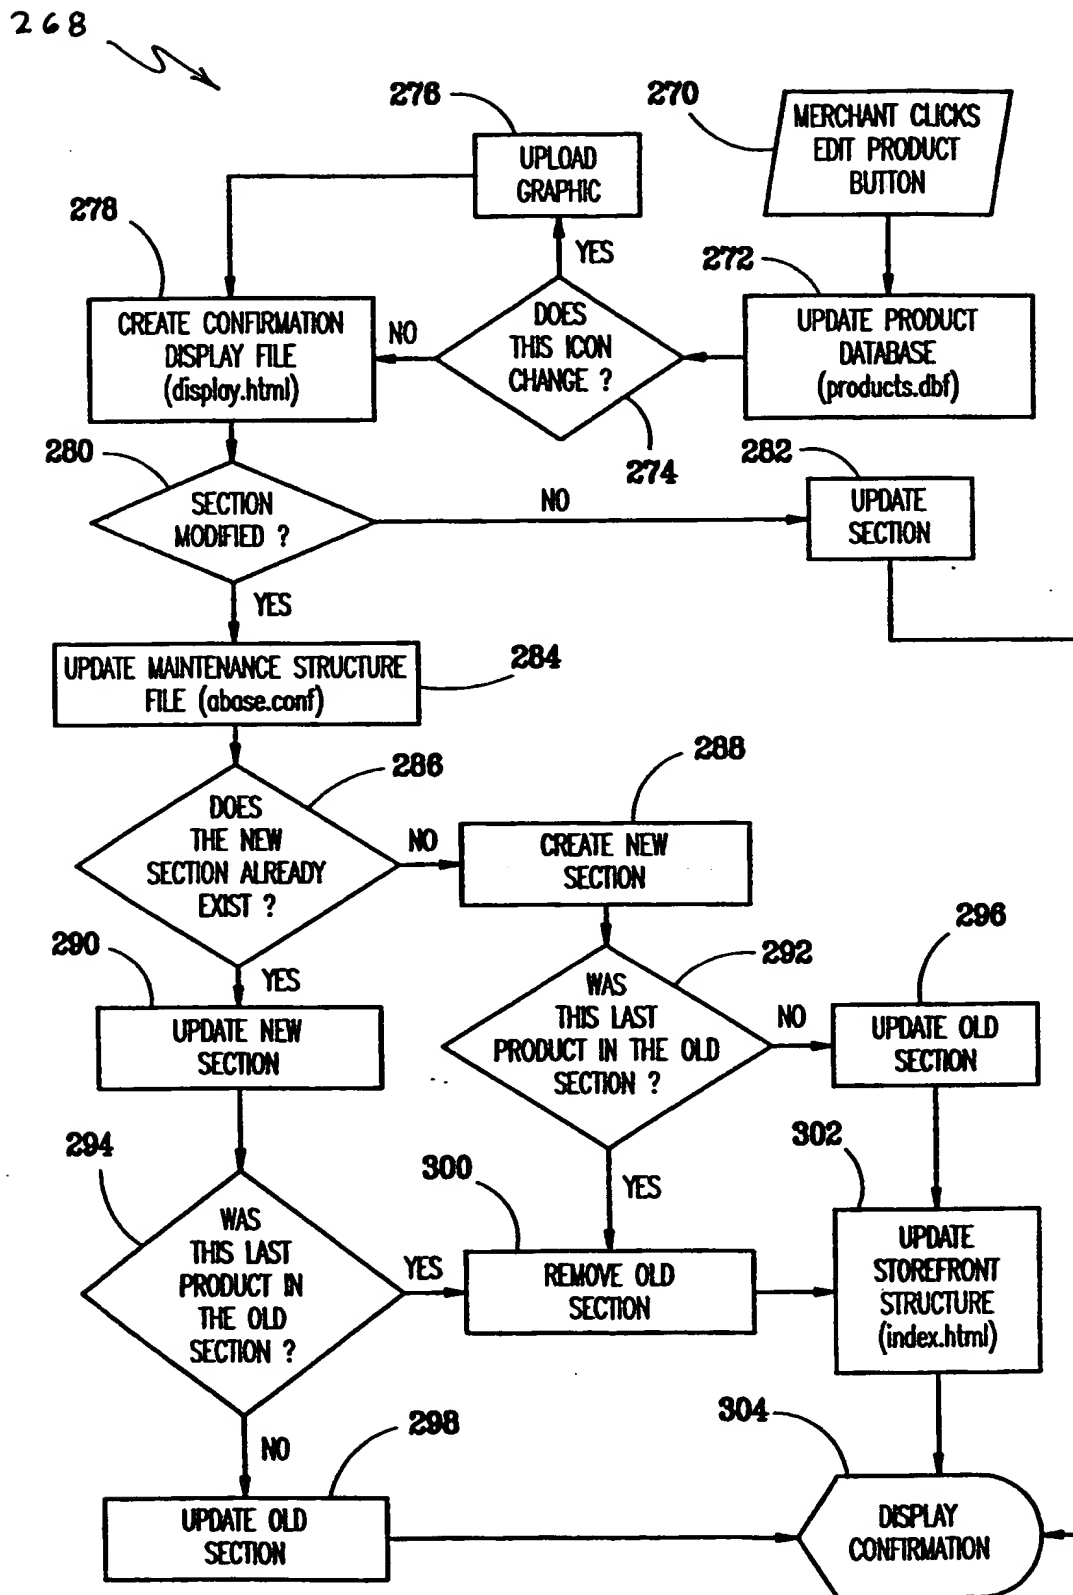 268
276
270
MERCHANT CLICKS
EDIT PRODUCT
BUTTON
UPLOAD
GRAPHIC
278
YES
272
CREATE CONFIRMATION
DISPLAY FILE
(display.html)
NO
DOES
THIS ICON
CHANGE ?
UPDATE PRODUCT
DATABASE
(products.dbf)
280
274
282
SECTION
MODIFIED ?
NO
UPDATE
SECTION
YES
UPDATE MAINTENANCE STRUCTURE
FILE (abase.conf)
284
286
288
DOES
THE NEW
SECTION ALREADY
EXIST ?
NO
CREATE NEW
SECTION
290
YES
292
296
UPDATE NEW
SECTION
WAS
THIS LAST
PRODUCT IN THE OLD
SECTION ?
NO
UPDATE OLD
SECTION
294
300
YES
302
WAS
THIS LAST
PRODUCT IN
THE OLD
SECTION ?
YES
REMOVE OLD
SECTION
UPDATE
STOREFRONT
STRUCTURE
(index.html)
NO
298
304
UPDATE OLD
SECTION
DISPLAY
CONFIRMATION